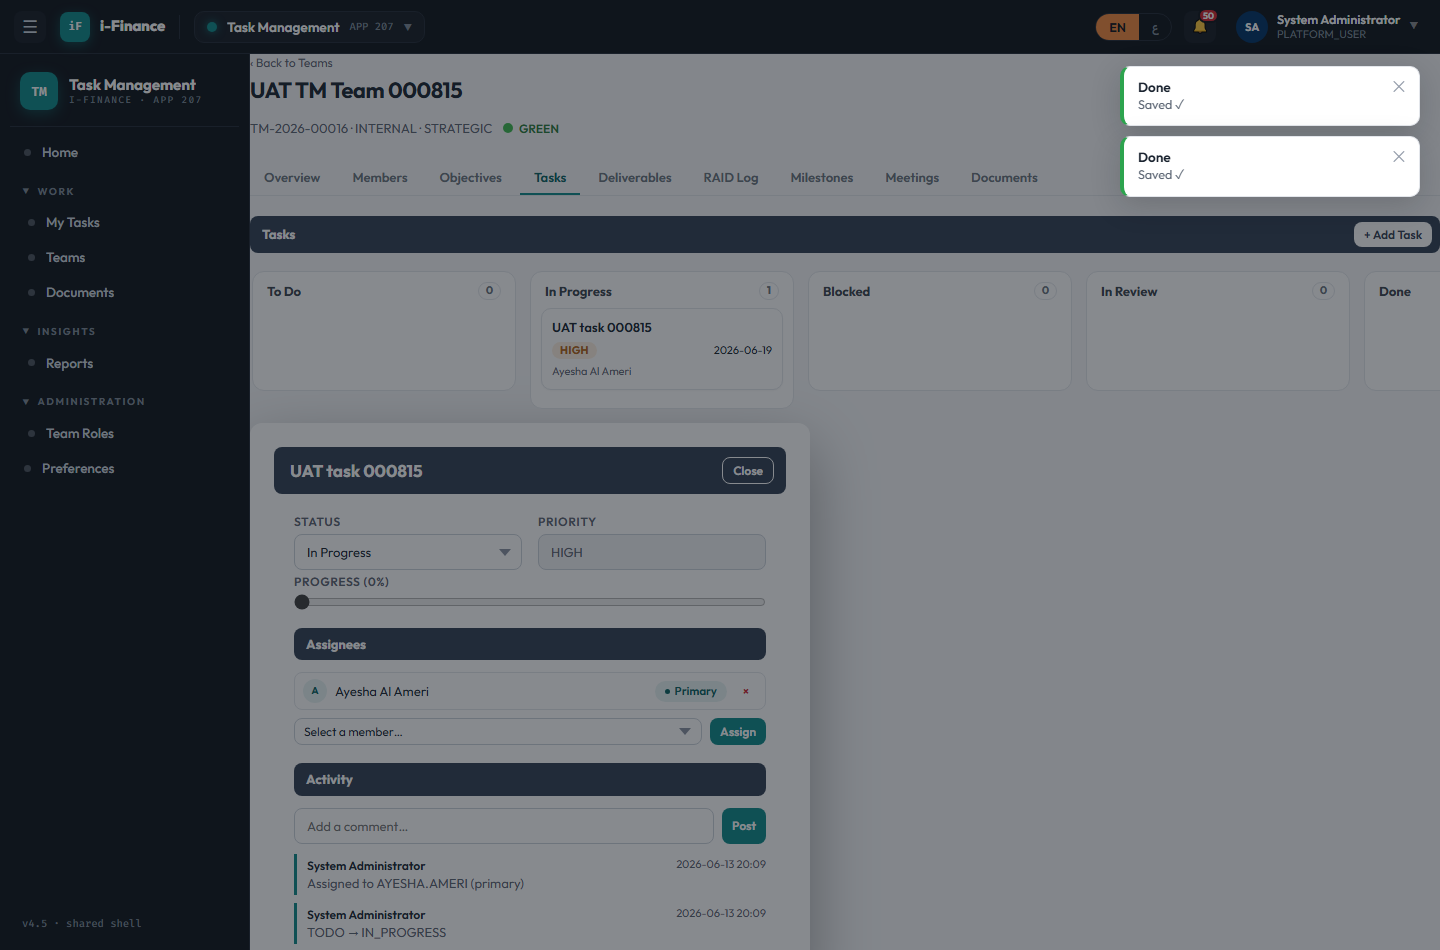 ☰ iF i-Finance Task Management APP 207 ▼ EN ع 50 SA System Administrator ▼
PLATFORM_USER
TM Task Management
I-FINANCE · APP 207
Home
▼ WORK
My Tasks
Teams
Documents
▼ INSIGHTS
Reports
▼ ADMINISTRATION
Team Roles
Preferences
v4.5 · shared shell
‹ Back to Teams
UAT TM Team 000815
TM-2026-00016 · INTERNAL · STRATEGIC GREEN
Done
Saved ✓
Done
Saved ✓
Overview Members Objectives Tasks Deliverables RAID Log Milestones Meetings Documents
Tasks + Add Task
To Do 0
In Progress 1
UAT task 000815
HIGH 2026-06-19
Ayesha Al Ameri
Blocked 0
In Review 0
Done
UAT task 000815 Close
STATUS PRIORITY
In Progress HIGH
PROGRESS (0%)
Assignees
A Ayesha Al Ameri • Primary ×
Select a member... Assign
Activity
Add a comment... Post
System Administrator 2026-06-13 20:09
Assigned to AYESHA.AMERI (primary)
System Administrator 2026-06-13 20:09
TODO → IN_PROGRESS